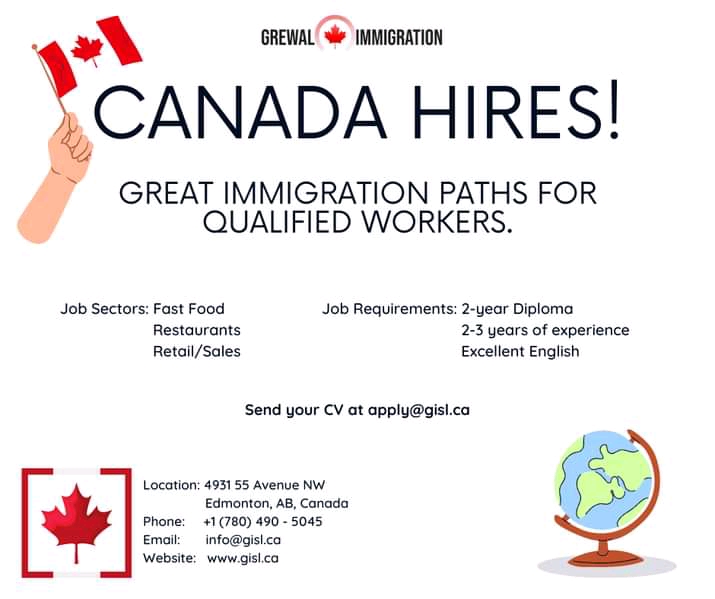 GREWAL IMMIGRATION
CANADA HIRES!
GREAT IMMIGRATION PATHS FOR
QUALIFIED WORKERS.
Job Sectors: Fast Food
Restaurants
Retail/Sales
Job Requirements: 2-year Diploma
2-3 years of experience
Excellent English
Send your CV at apply@gisl.ca
Location: 4931 55 Avenue NW
Edmonton, AB, Canada
Phone: +1 (780) 490 - 5045
Email: info@gisl.ca
Website: www.gisl.ca